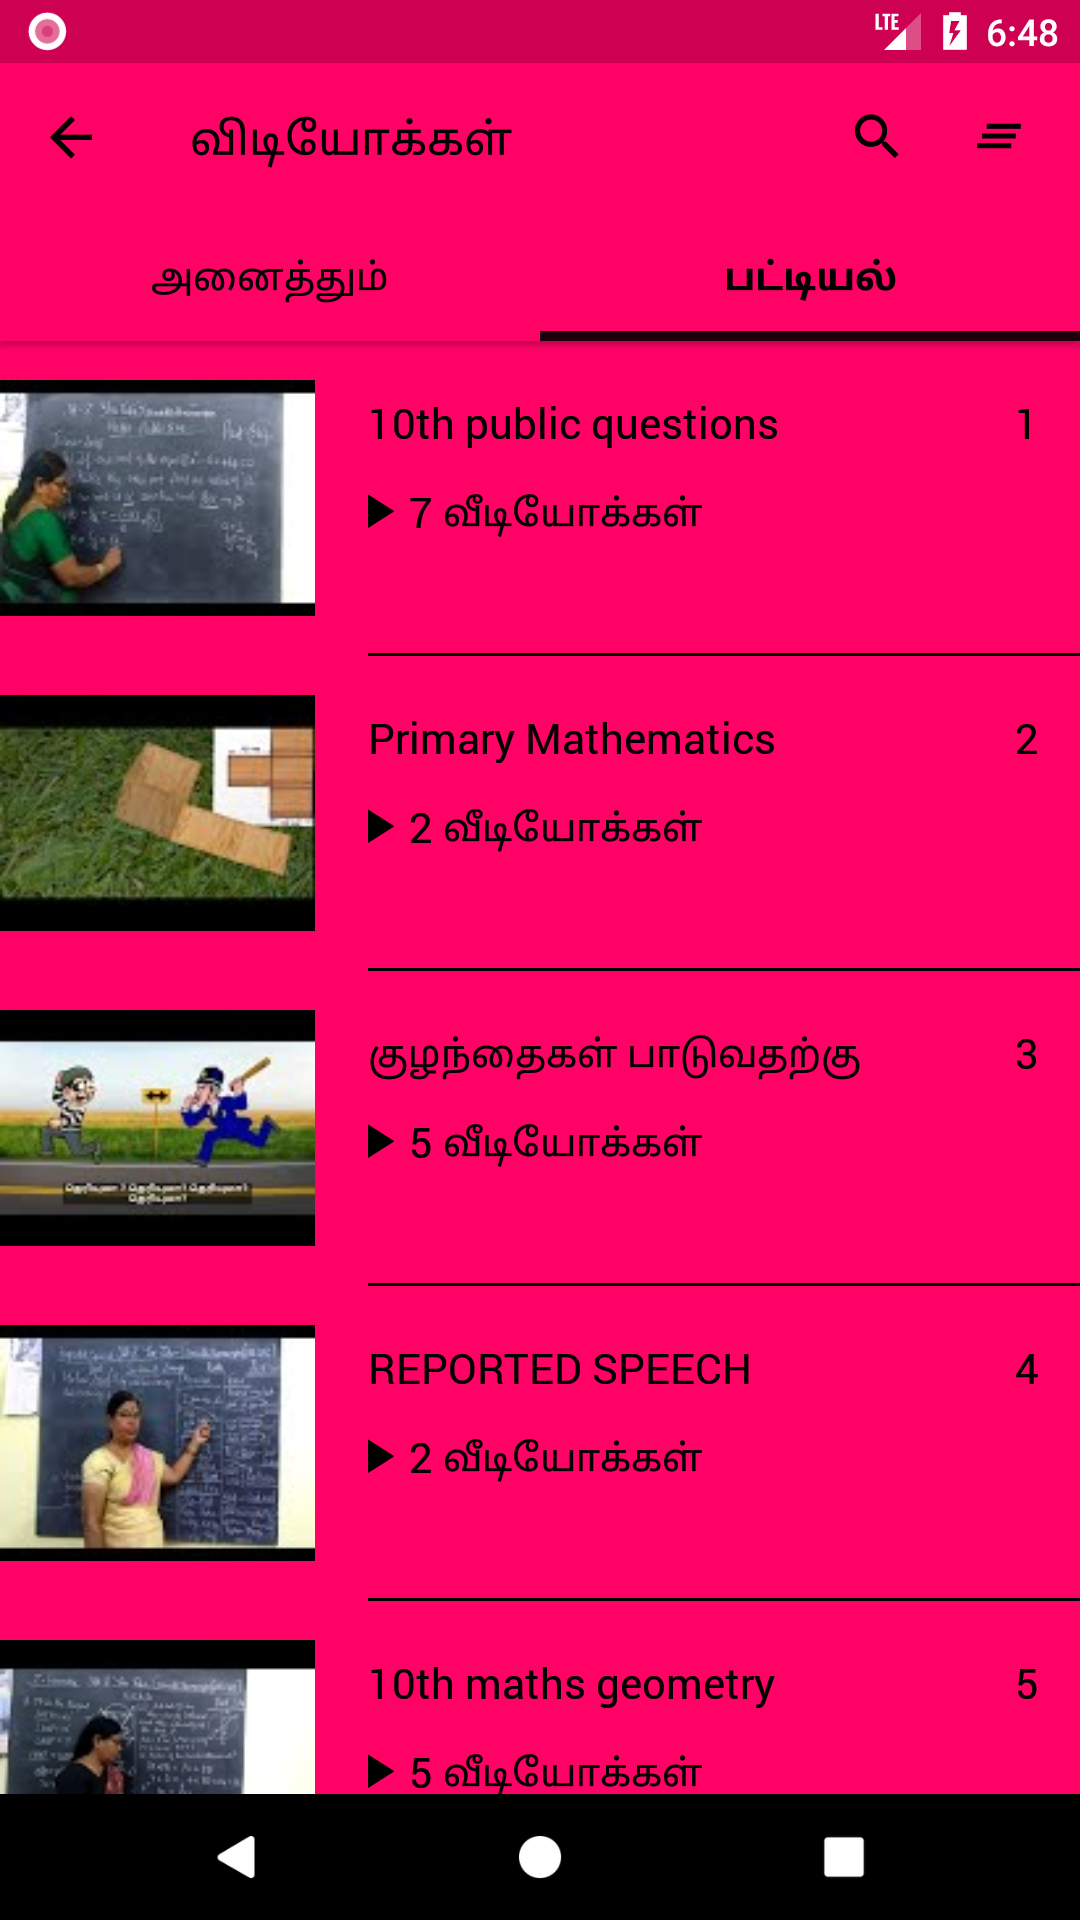 LTE 6:48
விடியோக்கள்
அனைத்தும் பட்டியல்
10th public questions 1
7 வீடியோக்கள்
Primary Mathematics 2
2 வீடியோக்கள்
குழந்தைகள் பாடுவதற்கு 3
5 வீடியோக்கள்
REPORTED SPEECH 4
2 வீடியோக்கள்
10th maths geometry 5
5 வீடியோக்கள்